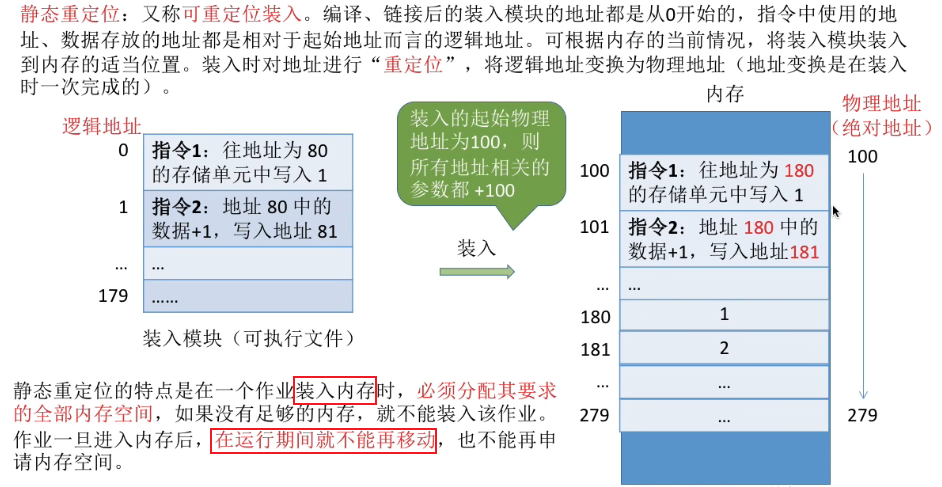 静态重定位：又称可重定位装入。编译、链接后的装入模块的地址都是从0开始的，指令中使用的地
址、数据存放的地址都是相对于起始地址而言的逻辑地址。可根据内存的当前情况，将装入模块装入
到内存的适当位置。装入时对地址进行“重定位”，将逻辑地址变换为物理地址（地址变换是在装入
时一次完成的）。
逻辑地址
0
指令1：往地址为 80
的存储单元中写入 1
1
指令2：地址 80 中的
数据+1，写入地址 81
...
...
179
......
装入模块（可执行文件）
装入的起始物理
地址为100，则
所有地址相关的
参数都 +100
装入
内存
物理地址
（绝对地址）
100
指令1：往地址为 180
的存储单元中写入 1
100
101
指令2：地址 180 中的
数据+1，写入地址181
...
...
180
1
181
2
...
...
279
...
279
静态重定位的特点是在一个作业装入内存时，必须分配其要求
的全部内存空间，如果没有足够的内存，就不能装入该作业。
作业一旦进入内存后，在运行期间就不能再移动，也不能再申
请内存空间。